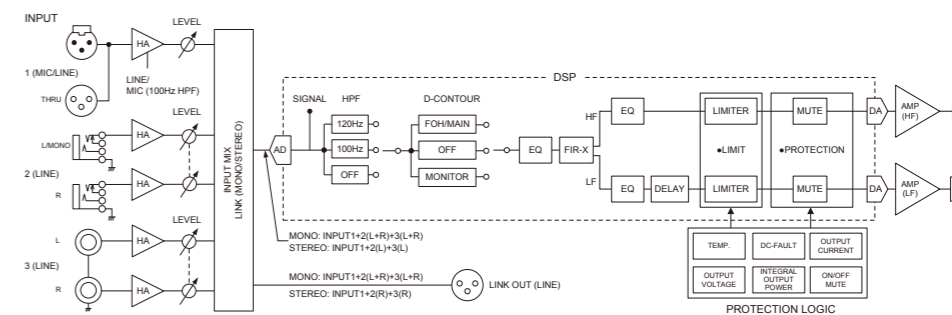 INPUT
LEVEL
HA
1 (MIC/LINE)
LINE/
MIC (100Hz HPF)
THRU
L/MONO
HA
2 (LINE)
R
HA
LEVEL
L
HA
3 (LINE)
R
HA
INPUT MIX
LINK (MONO/STEREO)
DSP
SIGNAL
HPF
D-CONTOUR
AD
120Hz
100Hz
OFF
FOH/MAIN
OFF
MONITOR
EQ
FIR-X
HF
LF
EQ
EQ
DELAY
LIMITER
●LIMIT
LIMITER
MUTE
●PROTECTION
MUTE
DA
DA
AMP
(HF)
AMP
(LF)
MONO: INPUT1+2(L+R)+3(L+R)
STEREO: INPUT1+2(L)+3(L)
MONO: INPUT1+2(L+R)+3(L+R)
STEREO: INPUT1+2(R)+3(R)
LINK OUT (LINE)
TEMP.
DC-FAULT
OUTPUT
CURRENT
OUTPUT
VOLTAGE
INTEGRAL
OUTPUT
POWER
ON/OFF
MUTE
PROTECTION LOGIC